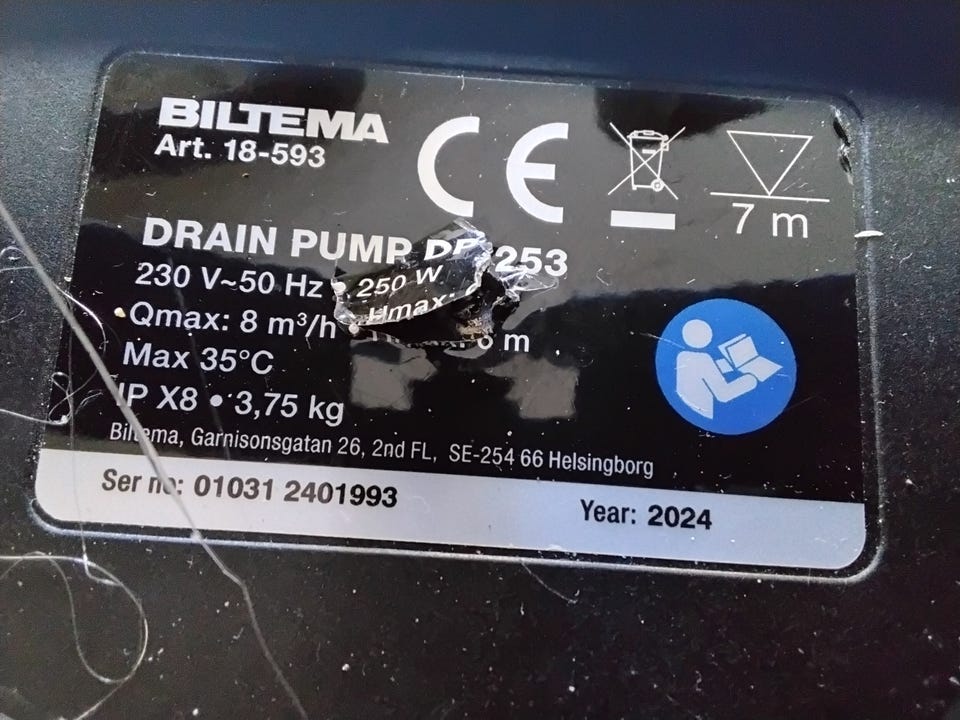 BILTEMA
Art. 18-593
CE
7 m
DRAIN PUMP 253
230 V~50 Hz • 250 W
Qmax: 8 m³/h • Hmax: 6 m
Max 35°C
IP X8 • 3,75 kg
Biltema, Garnisonsgatan 26, 2nd FL, SE-254 66 Helsingborg
Ser no: 01031 2401993
Year: 2024